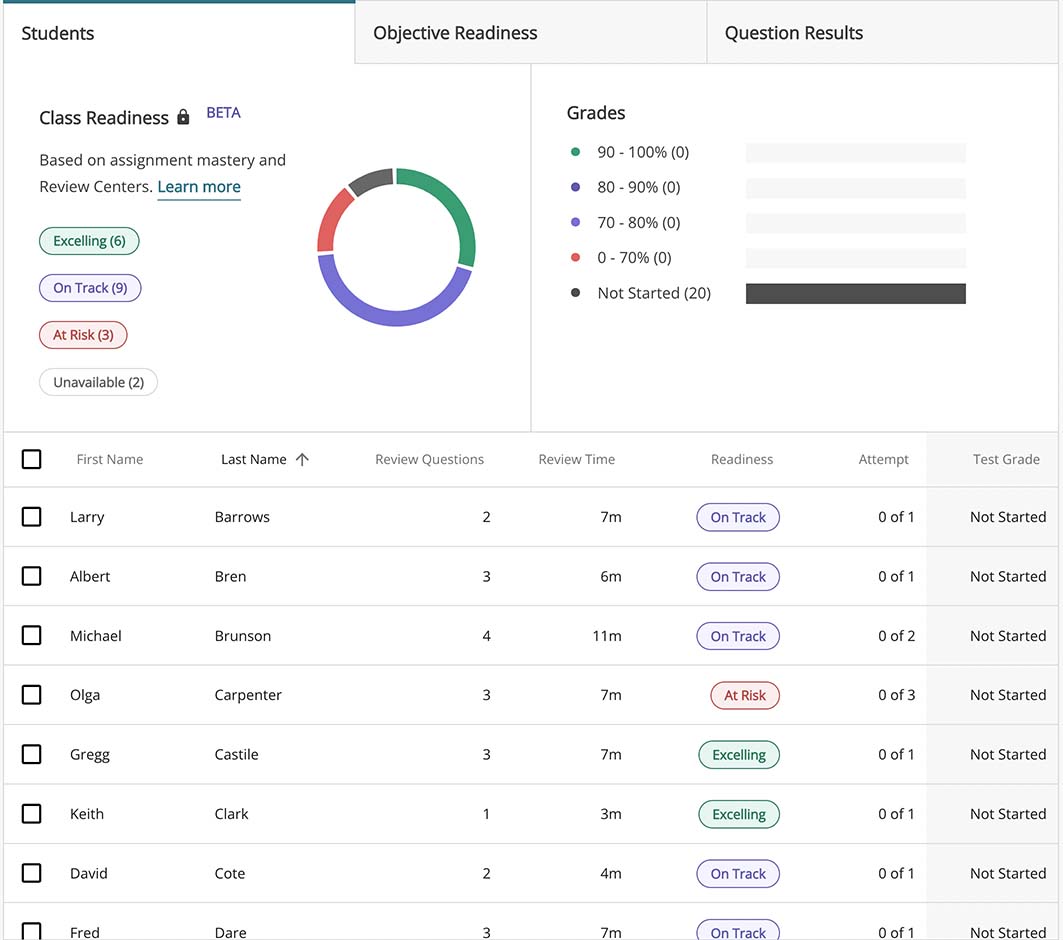 Students
Objective Readiness
Question Results
Class Readiness BETA
Based on assignment mastery and
Review Centers. Learn more
Excelling (6)
On Track (9)
At Risk (3)
Unavailable (2)
Grades
90 - 100% (0)
80 - 90% (0)
70 - 80% (0)
0 - 70% (0)
Not Started (20)
First Name Last Name Review Questions Review Time Readiness Attempt Test Grade
Larry Barrows 2 7m On Track 0 of 1 Not Started
Albert Bren 3 6m On Track 0 of 1 Not Started
Michael Brunson 4 11m On Track 0 of 2 Not Started
Olga Carpenter 3 7m At Risk 0 of 3 Not Started
Gregg Castile 3 7m Excelling 0 of 1 Not Started
Keith Clark 1 3m Excelling 0 of 1 Not Started
David Cote 2 4m On Track 0 of 1 Not Started
Fred Dare 3 7m On Track 0 of 1 Not Started